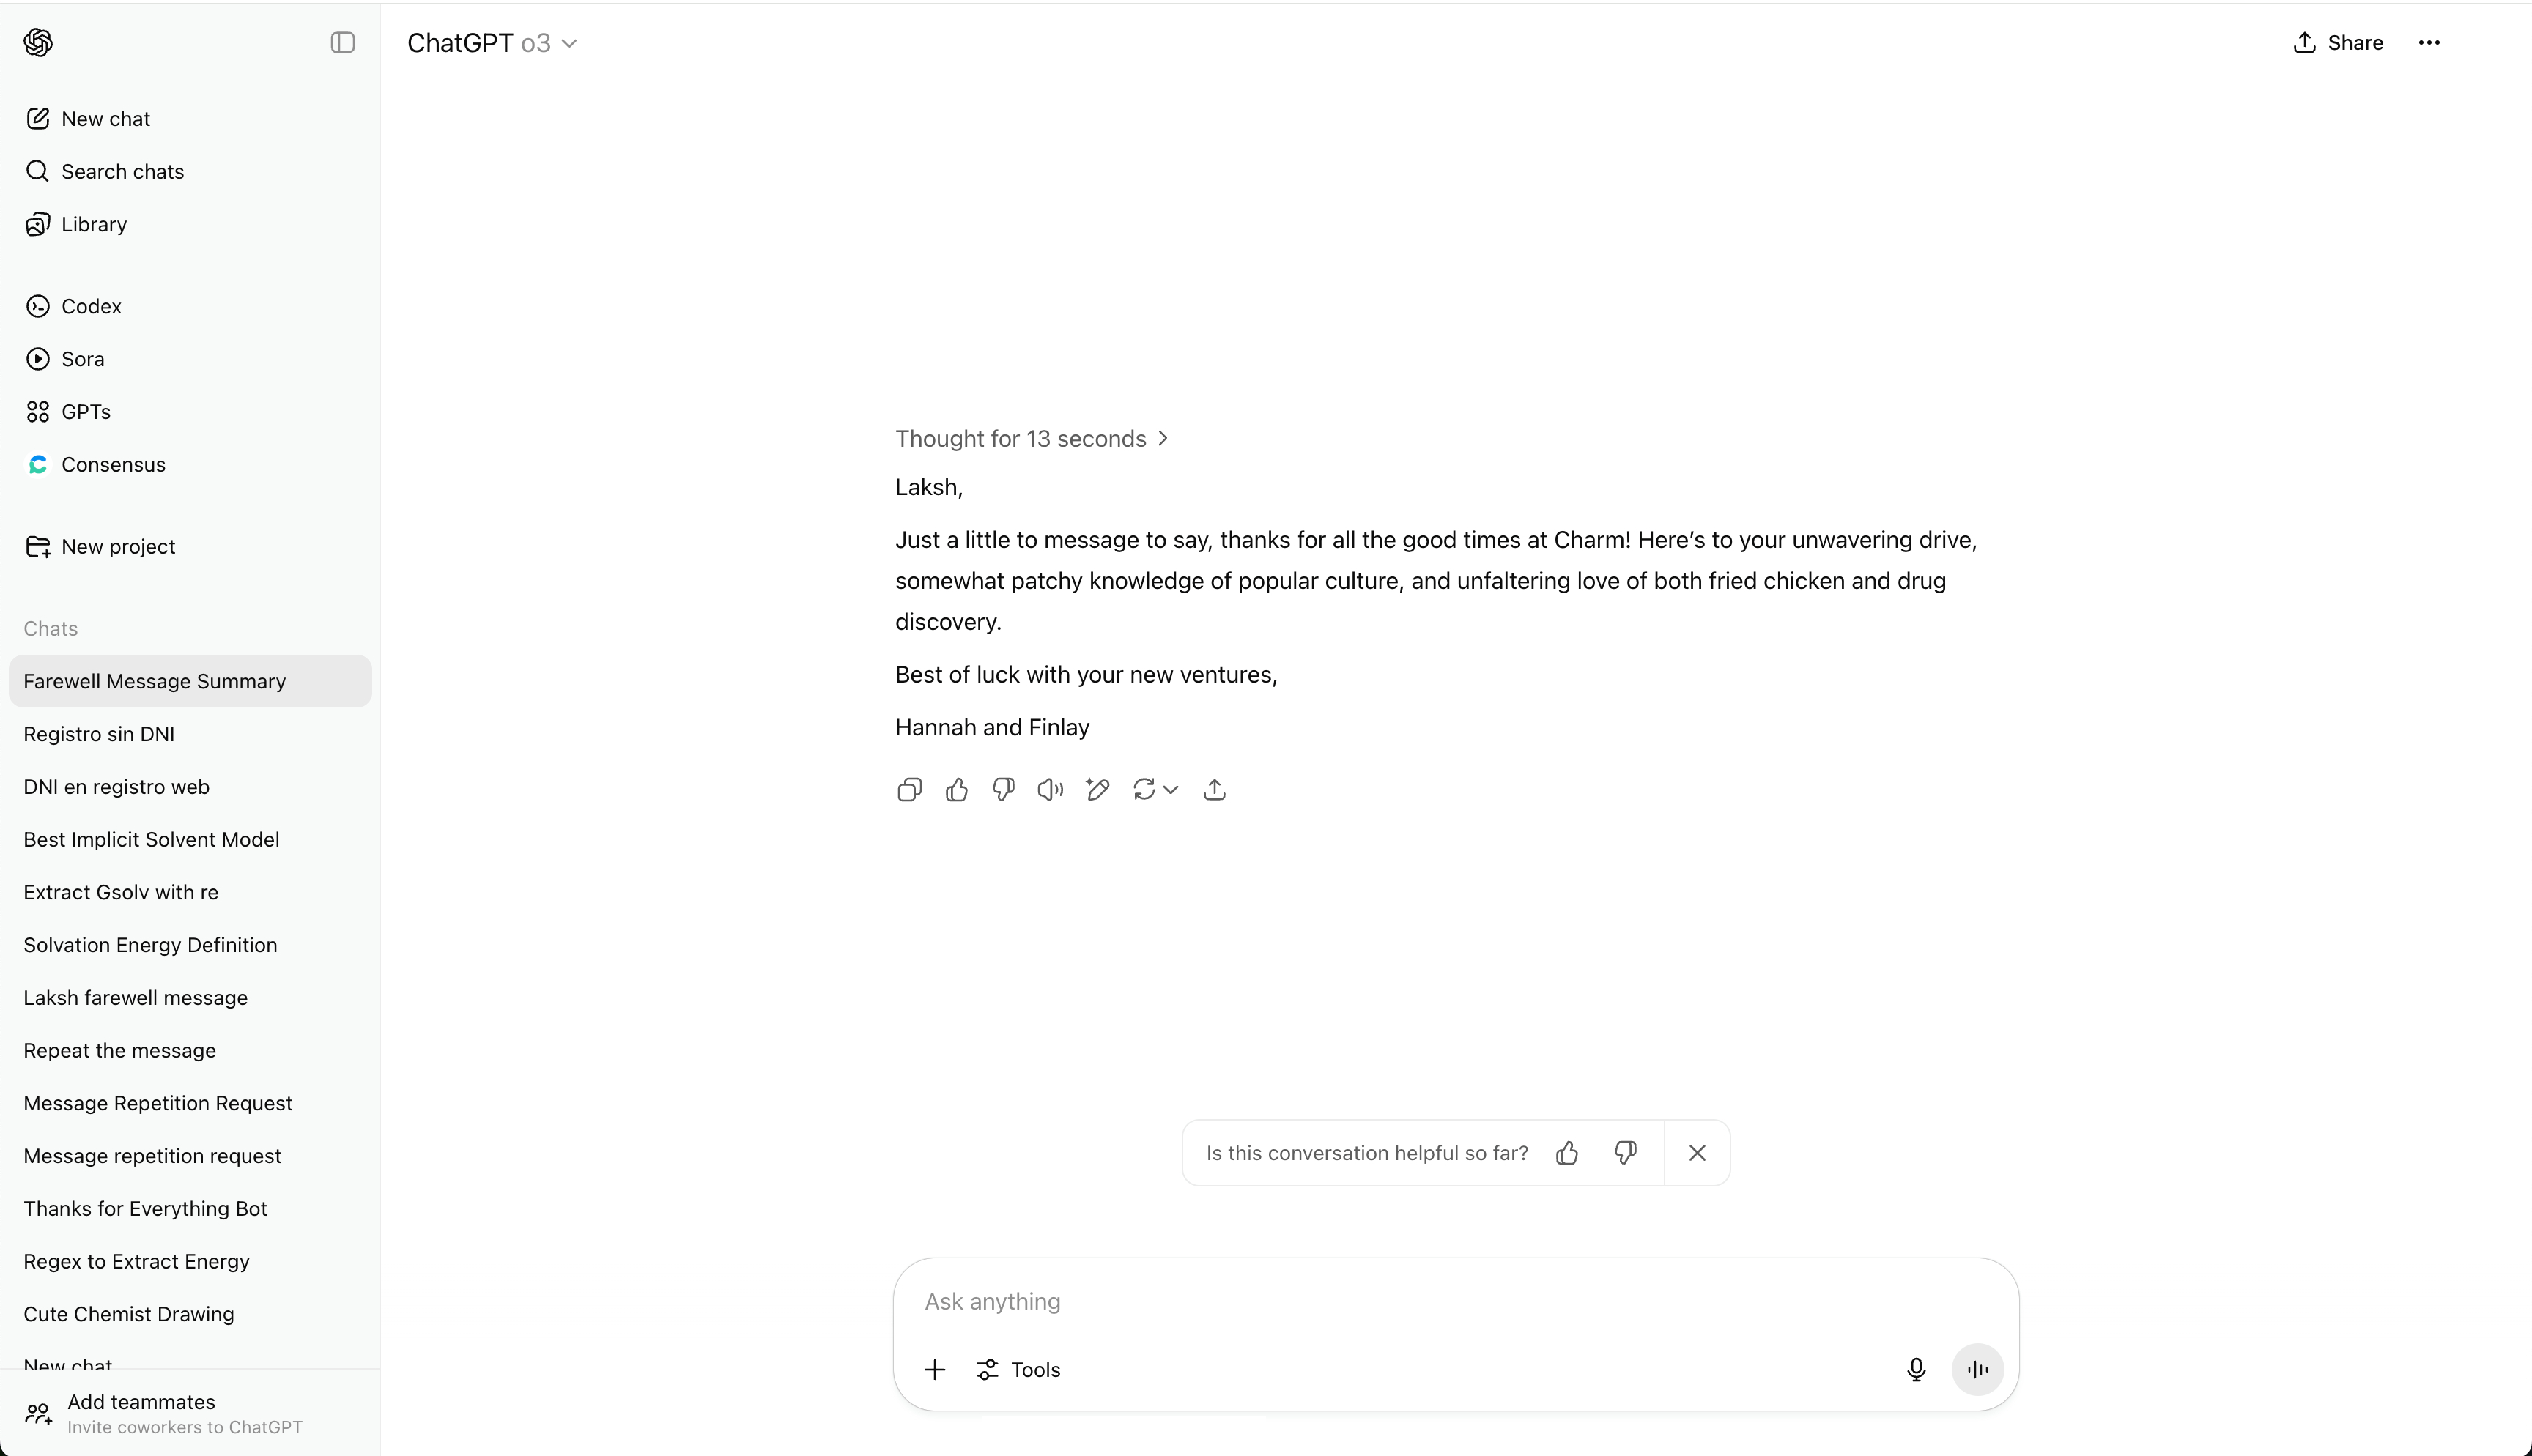 ChatGPT o3
Share
New chat
Search chats
Library
Codex
Sora
GPTs
Consensus
New project
Chats
Farewell Message Summary
Registro sin DNI
DNI en registro web
Best Implicit Solvent Model
Extract Gsolv with re
Solvation Energy Definition
Laksh farewell message
Repeat the message
Message Repetition Request
Message repetition request
Thanks for Everything Bot
Regex to Extract Energy
Cute Chemist Drawing
New chat
Add teammates
Invite coworkers to ChatGPT
Thought for 13 seconds
Laksh,
Just a little to message to say, thanks for all the good times at Charm! Here’s to your unwavering drive,
somewhat patchy knowledge of popular culture, and unfaltering love of both fried chicken and drug
discovery.
Best of luck with your new ventures,
Hannah and Finlay
Is this conversation helpful so far?
Ask anything
Tools